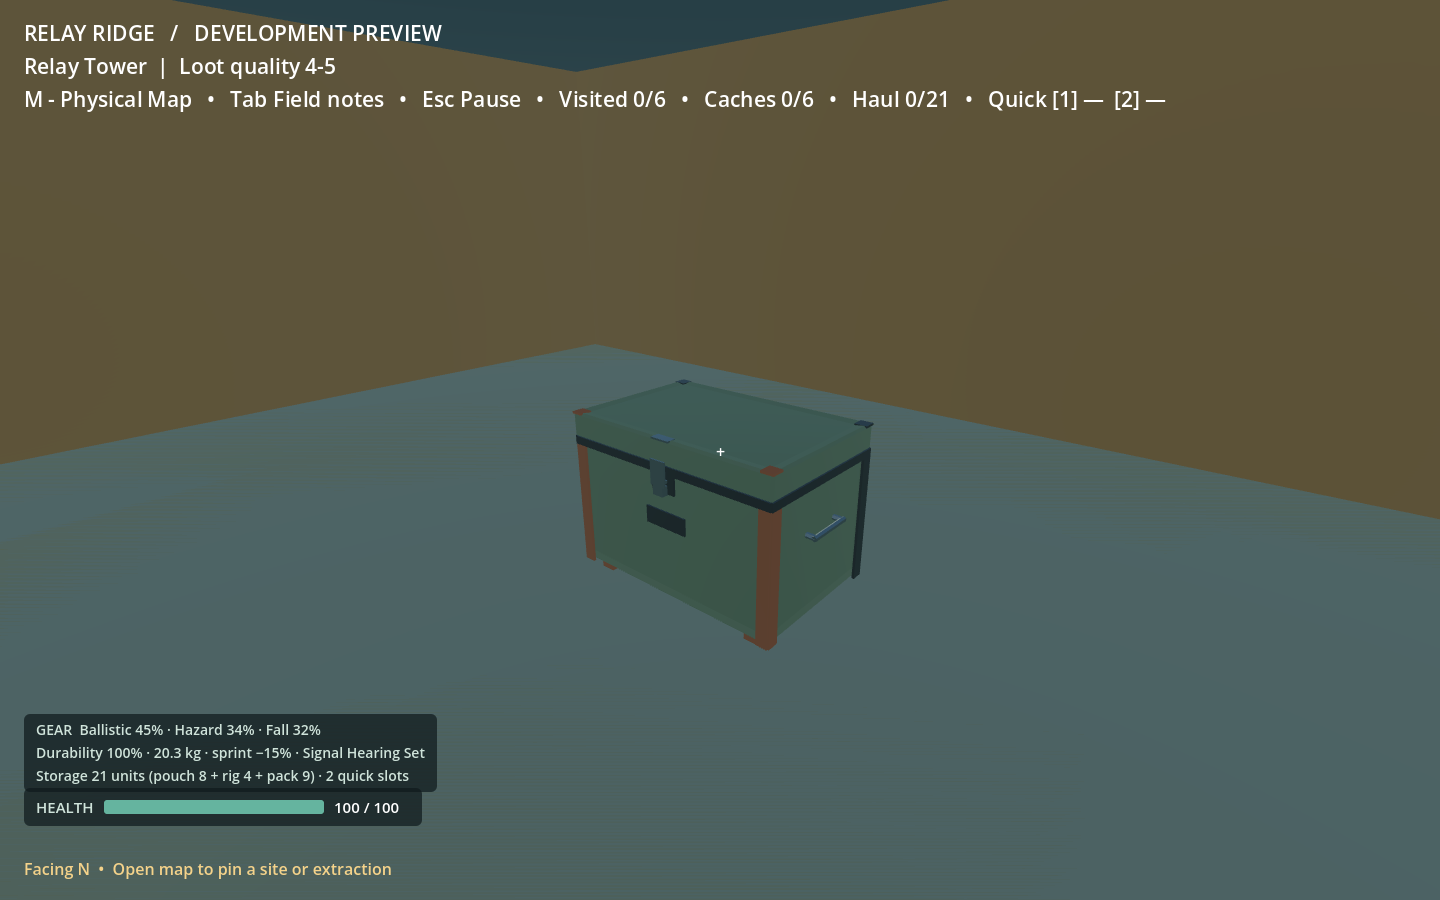 RELAY RIDGE / DEVELOPMENT PREVIEW
Relay Tower | Loot quality 4-5
M - Physical Map • Tab Field notes • Esc Pause • Visited 0/6 • Caches 0/6 • Haul 0/21 • Quick [1] — [2] —
GEAR Ballistic 45% · Hazard 34% · Fall 32%
Durability 100% · 20.3 kg · sprint −15% · Signal Hearing Set
Storage 21 units (pouch 8 + rig 4 + pack 9) · 2 quick slots
HEALTH 100 / 100
Facing N • Open map to pin a site or extraction